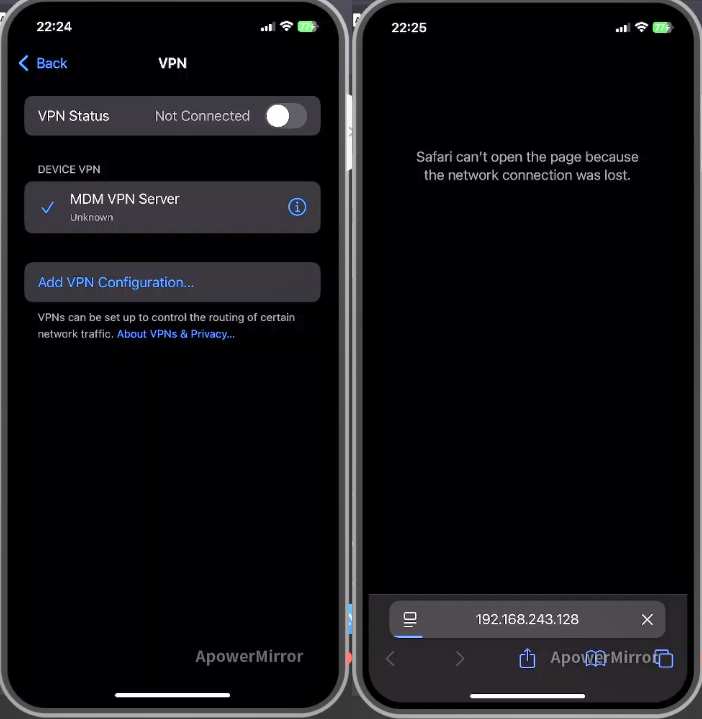 22:24
77
Back
VPN
VPN Status Not Connected
DEVICE VPN
MDM VPN Server
Unknown
Add VPN Configuration...
VPNs can be set up to control the routing of certain
network traffic. About VPNs & Privacy...
ApowerMirror
22:25
77
Safari can't open the page because
the network connection was lost.
192.168.243.128
ApowerMirror